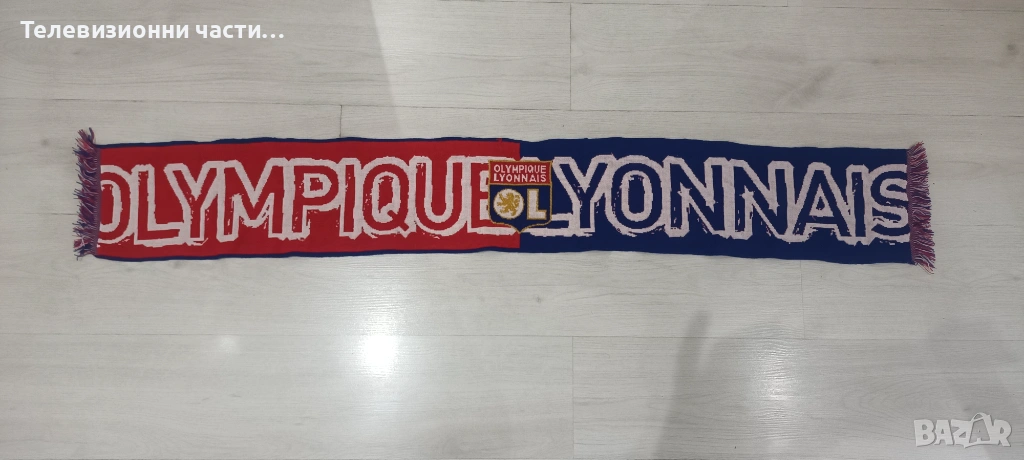 Телевизионни части...
OLYMPIQUE LYONNAIS
OLYMPIQUE
LYONNAIS
OL
BAZAR